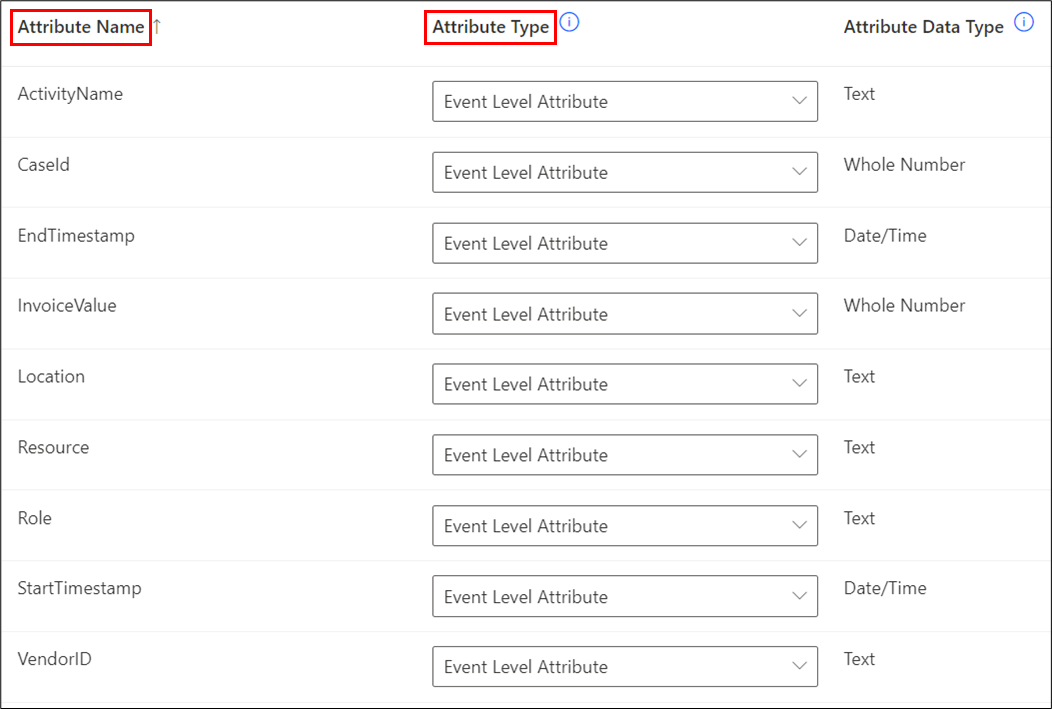 Attribute Name ↑ Attribute Type Attribute Data Type
ActivityName Event Level Attribute Text
CaseId Event Level Attribute Whole Number
EndTimestamp Event Level Attribute Date/Time
InvoiceValue Event Level Attribute Whole Number
Location Event Level Attribute Text
Resource Event Level Attribute Text
Role Event Level Attribute Text
StartTimestamp Event Level Attribute Date/Time
VendorID Event Level Attribute Text